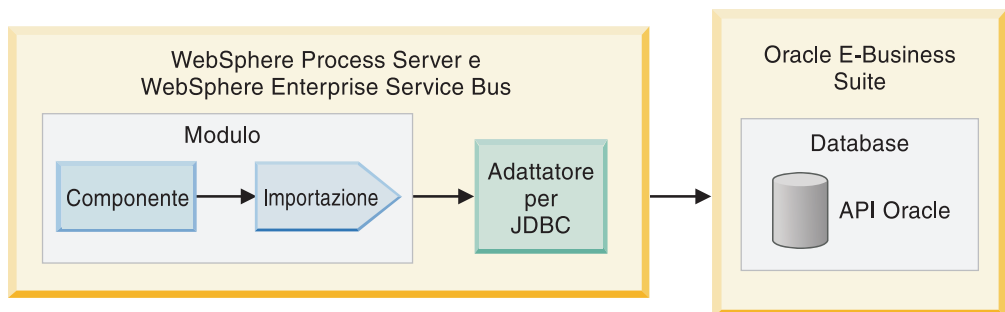 WebSphere Process Server e
WebSphere Enterprise Service Bus
Modulo
Componente
Importazione
Adattatore
per
JDBC
Oracle E-Business
Suite
Database
API Oracle